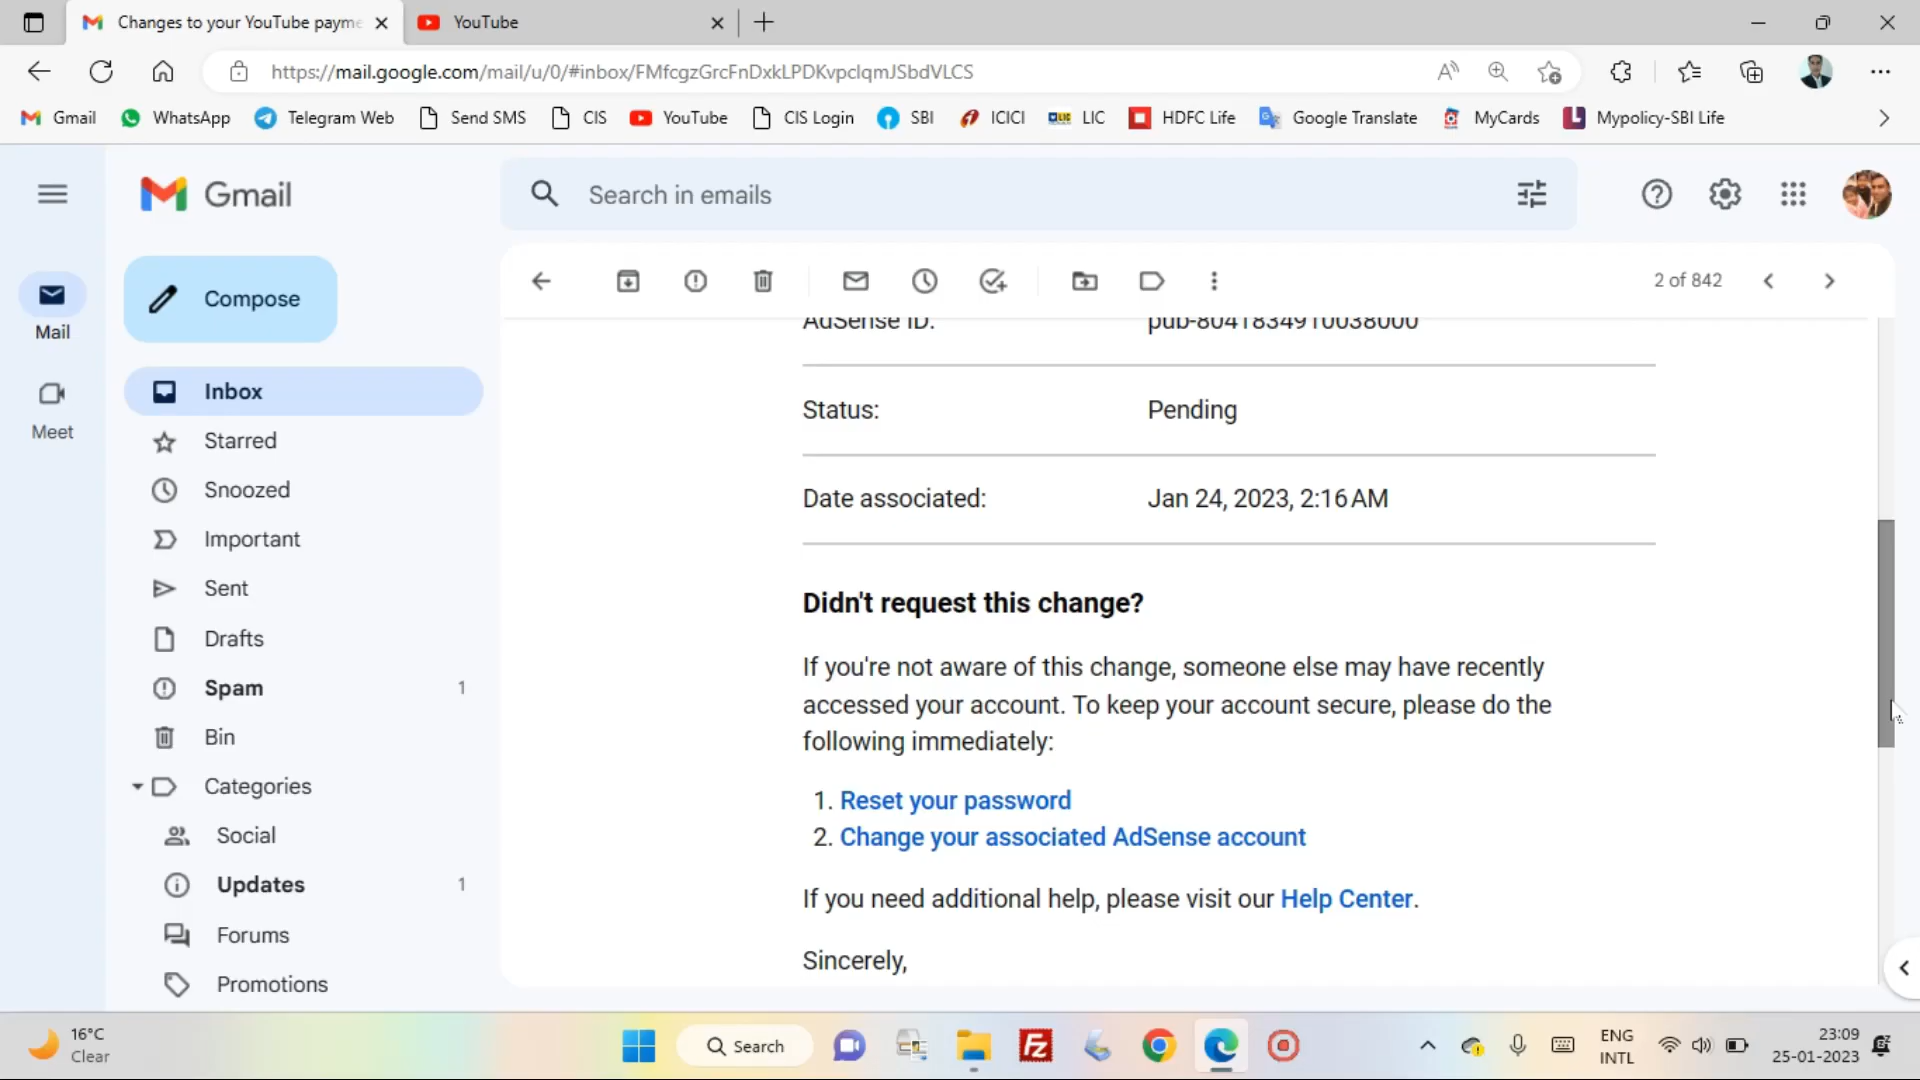 Changes to your YouTube payme
YouTube
https://mail.google.com/mail/u/0/#inbox/FMfcgzGrcFnDxkLPDKvpclqmJSbdVLCS
Gmail
WhatsApp
Telegram Web
Send SMS
CIS
YouTube
CIS Login
SBI
ICICI
LIC
HDFC Life
Google Translate
MyCards
Mypolicy-SBI Life
Gmail
Search in emails
Mail
Meet
Compose
2 of 842
Inbox
Starred
Snoozed
Important
Sent
Drafts
Spam 1
Bin
Categories
Social
Updates 1
Forums
Promotions
AdSense ID: pub-8041834910038000
Status: Pending
Date associated: Jan 24, 2023, 2:16 AM
Didn't request this change?
If you're not aware of this change, someone else may have recently
accessed your account. To keep your account secure, please do the
following immediately:
1. Reset your password
2. Change your associated AdSense account
If you need additional help, please visit our Help Center.
Sincerely,
16°C
Clear
Search
ENG
INTL
23:09
25-01-2023